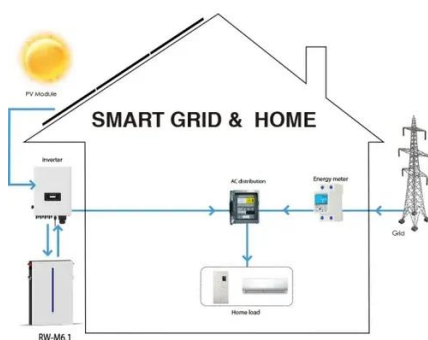 PV Module
SMART GRID & HOME
Inverter
AC distribution
Energy meter
Grid
Home load
RW-M6.1